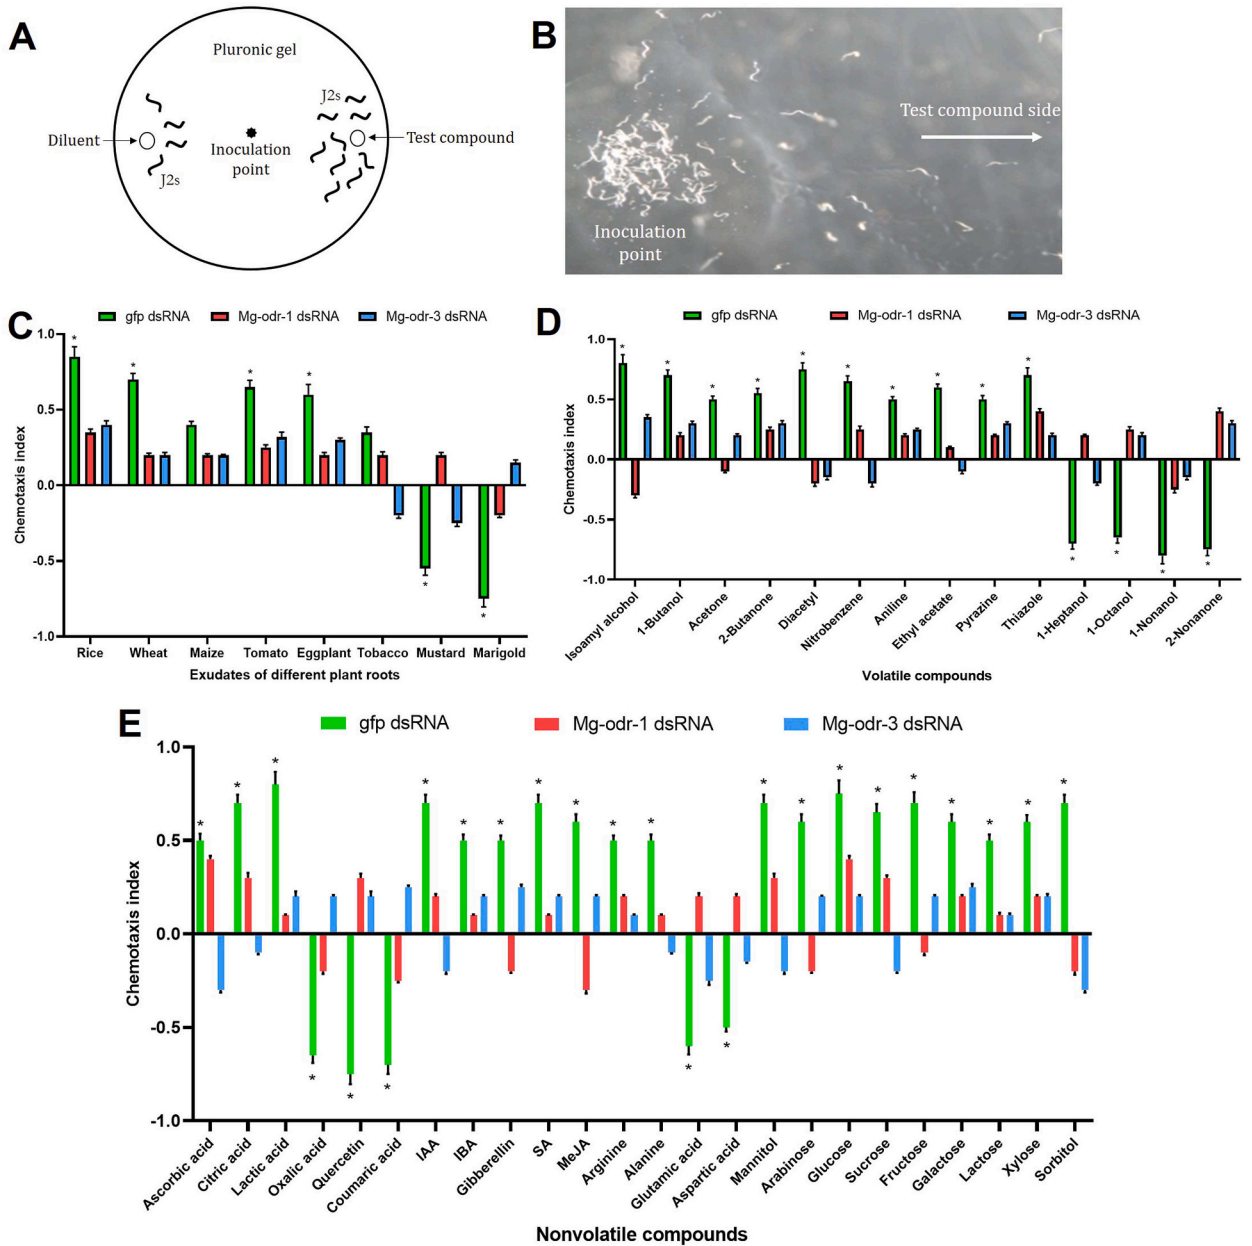 A
Pluronic gel
J2s
Diluent
Test compound
Inoculation
point
J2s
B
Test compound side
Inoculation
point
C
gfp dsRNA
Mg-odr-1 dsRNA
Mg-odr-3 dsRNA
Chemotaxis index
1.0
0.5
0.0
-0.5
-1.0
* * * * * *
Rice Wheat Maize Tomato Eggplant Tobacco Mustard Marigold
Exudates of different plant roots
D
gfp dsRNA
Mg-odr-1 dsRNA
Mg-odr-3 dsRNA
Chemotaxis index
1.0
0.5
0.0
-0.5
-1.0
* * * * * * * * * * * * * *
Isoamyl alcohol
1-Butanol
Acetone
2-Butanone
Diacetyl
Nitrobenzene
Aniline
Ethyl acetate
Pyrazine
Thiazole
1-Heptanol
1-Octanol
1-Nonanol
2-Nonanone
Volatile compounds
E
gfp dsRNA
Mg-odr-1 dsRNA
Mg-odr-3 dsRNA
Chemotaxis index
1.0
0.5
0.0
-0.5
-1.0
* * * * * * * * * * * * * * * * * * * * * * * *
Ascorbic acid
Citric acid
Lactic acid
Oxalic acid
Quercetin
Coumaric acid
IAA
IBA
Gibberellin
SA
MeJA
Arginine
Alanine
Glutamic acid
Aspartic acid
Mannitol
Arabinose
Glucose
Sucrose
Fructose
Galactose
Lactose
Xylose
Sorbitol
Nonvolatile compounds